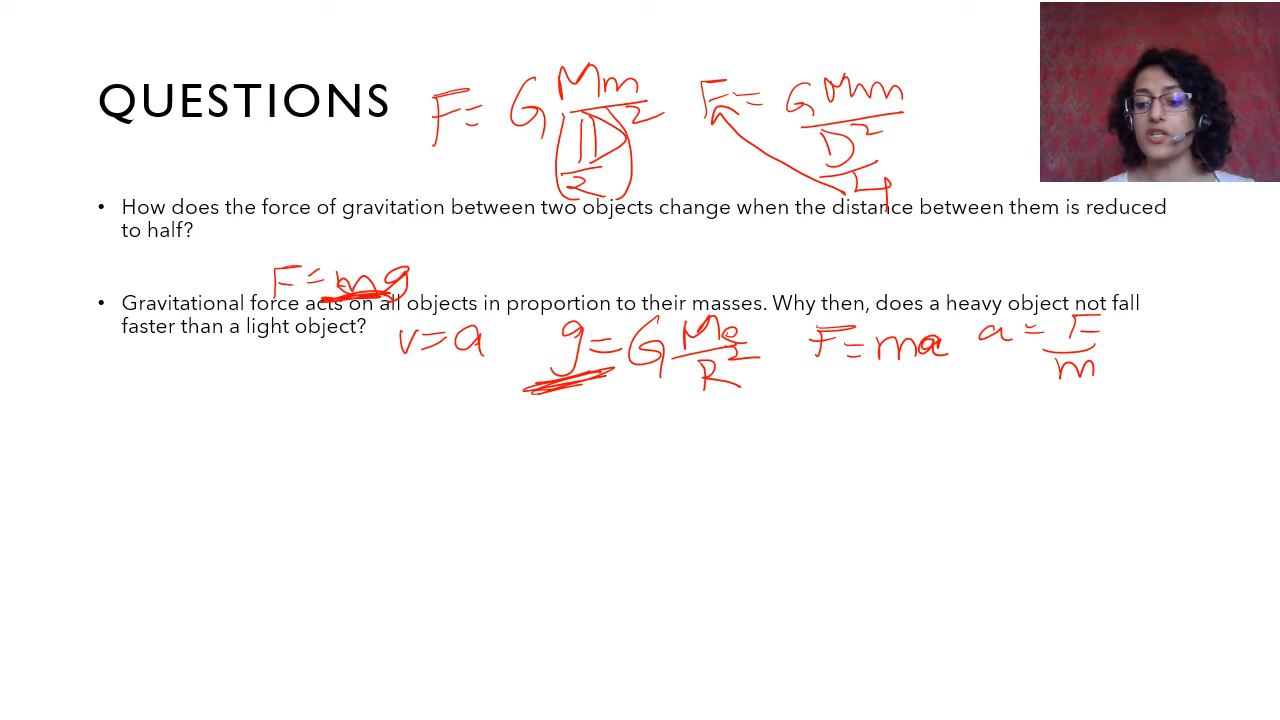 QUESTIONS
F = G Mm / (D/2)²
F = G Mm / D²/4
• How does the force of gravitation between two objects change when the distance between them is reduced
to half?
F = mg
• Gravitational force acts on all objects in proportion to their masses. Why then, does a heavy object not fall
faster than a light object?
v = a
g = G Me / R²
F = ma
a = F / m